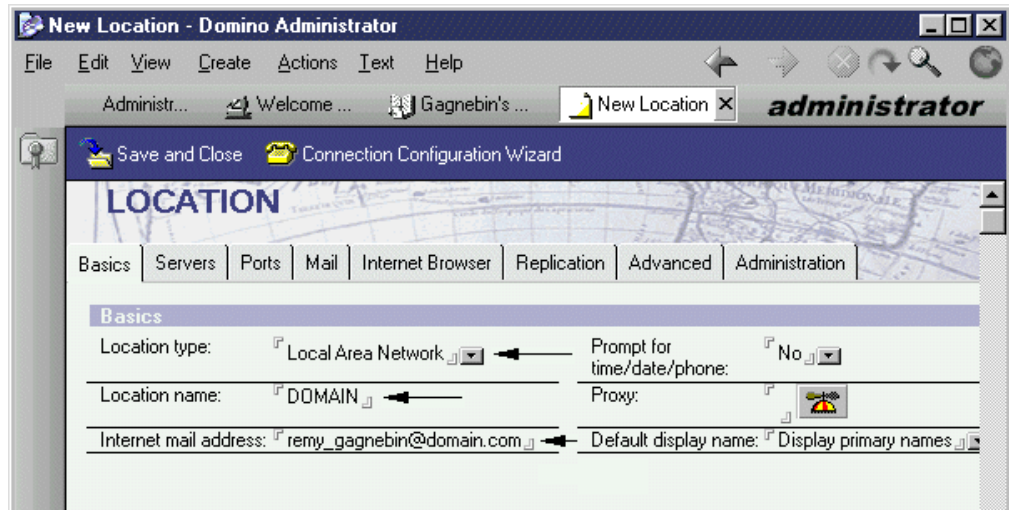 New Location - Domino Administrator
File Edit View Create Actions Text Help
Administr... Welcome ... Gagnebin's ... New Location administrator
Save and Close Connection Configuration Wizard
LOCATION
Basics Servers Ports Mail Internet Browser Replication Advanced Administration
Basics
Location type: Local Area Network Prompt for time/date/phone: No
Location name: DOMAIN Proxy:
Internet mail address: remy_gagnebin@domain.com Default display name: Display primary names